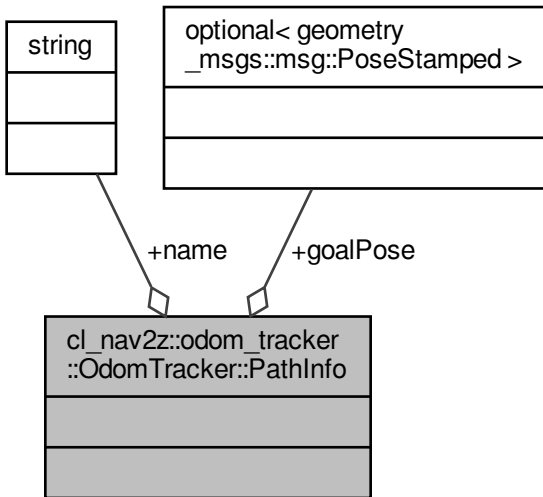 string
optional< geometry
_msgs::msg::PoseStamped >
+name
+goalPose
cl_nav2z::odom_tracker
::OdomTracker::PathInfo